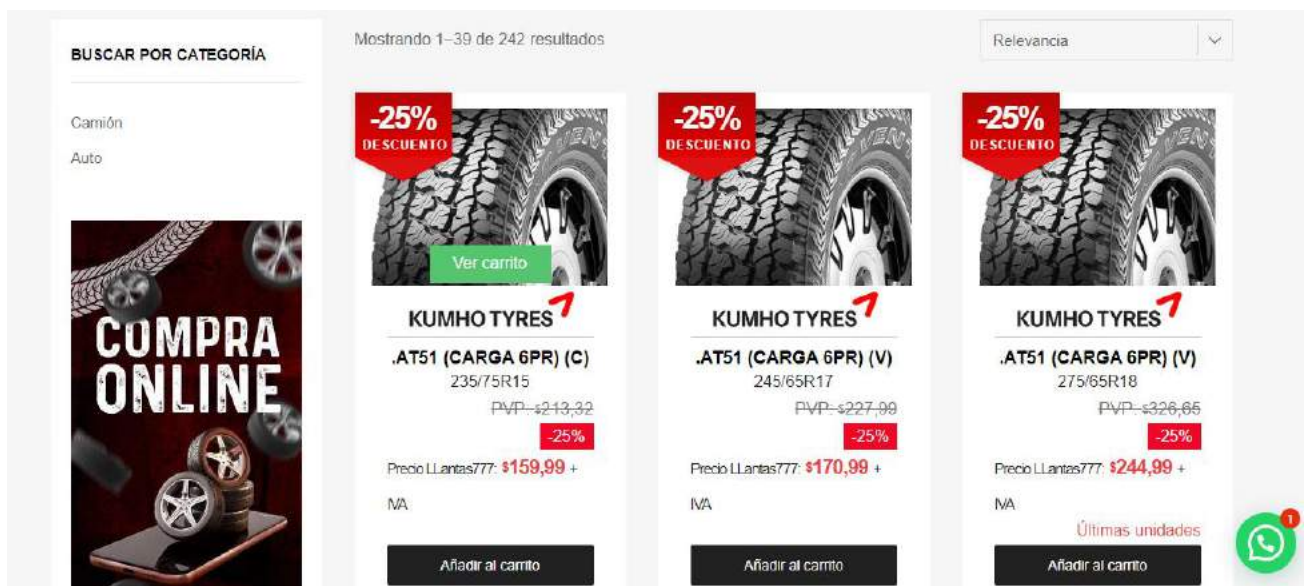 BUSCAR POR CATEGORÍA
Camión
Auto
COMPRA
ONLINE
Mostrando 1–39 de 242 resultados
Relevancia
-25%
DESCUENTO
Ver carrito
KUMHO TYRES
.AT51 (CARGA 6PR) (C)
235/75R15
PVP: $213,32
-25%
Precio LLantas777: $159,99 +
IVA
Añadir al carrito
-25%
DESCUENTO
KUMHO TYRES
.AT51 (CARGA 6PR) (V)
245/65R17
PVP: $227,99
-25%
Precio LLantas777: $170,99 +
IVA
Añadir al carrito
-25%
DESCUENTO
KUMHO TYRES
.AT51 (CARGA 6PR) (V)
275/65R18
PVP: $326,65
-25%
Precio LLantas777: $244,99 +
IVA
Últimas unidades
Añadir al carrito
1